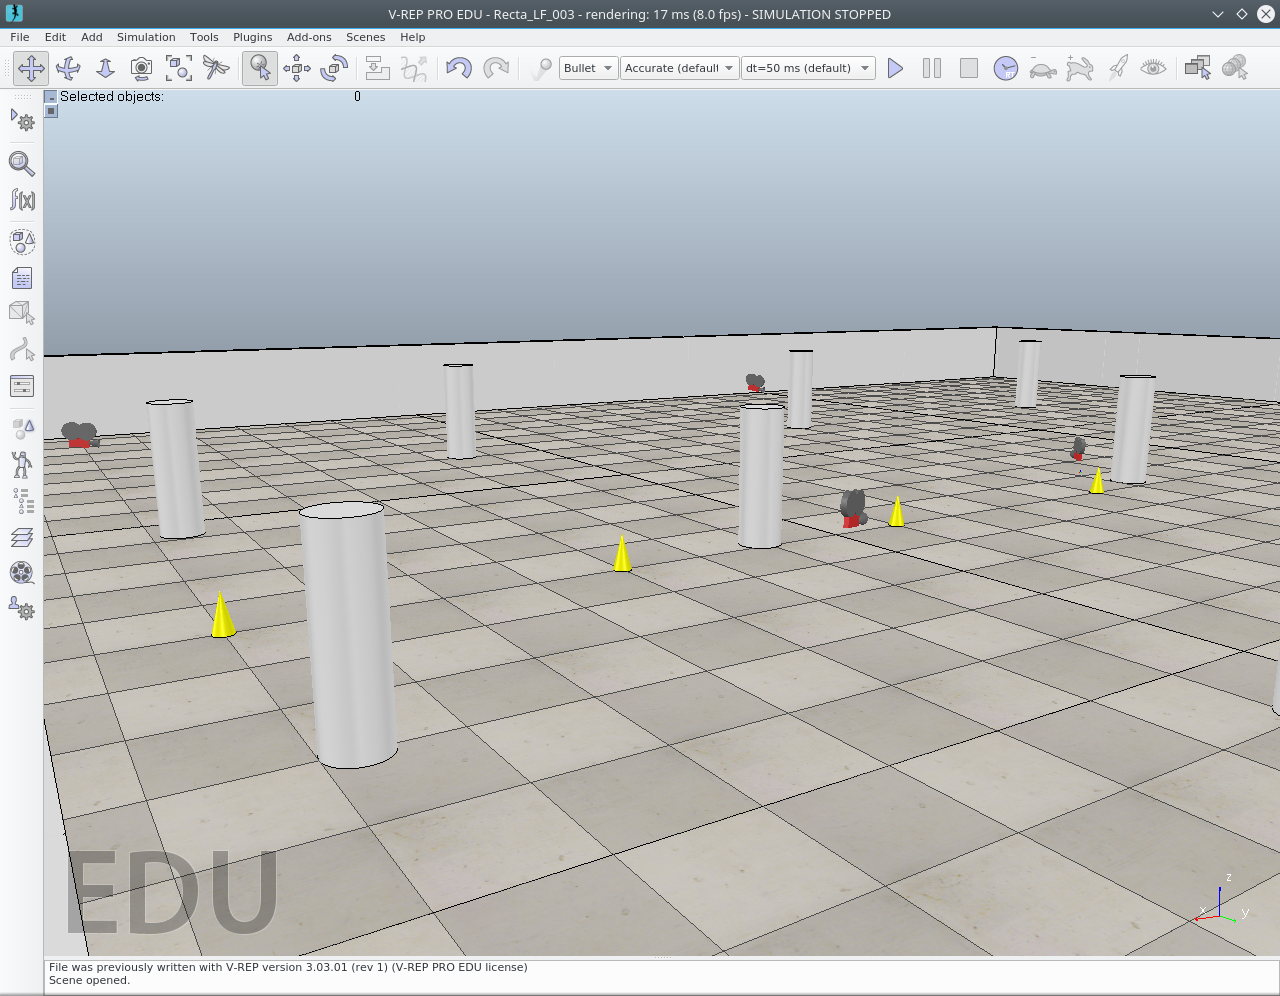 V-REP PRO EDU - Recta_LF_003 - rendering: 17 ms (8.0 fps) - SIMULATION STOPPED
File Edit Add Simulation Tools Plugins Add-ons Scenes Help
Bullet Accurate (default dt=50 ms (default)
Selected objects: 0
f(x)
EDU
z
x y
File was previously written with V-REP version 3.03.01 (rev 1) (V-REP PRO EDU license)
Scene opened.